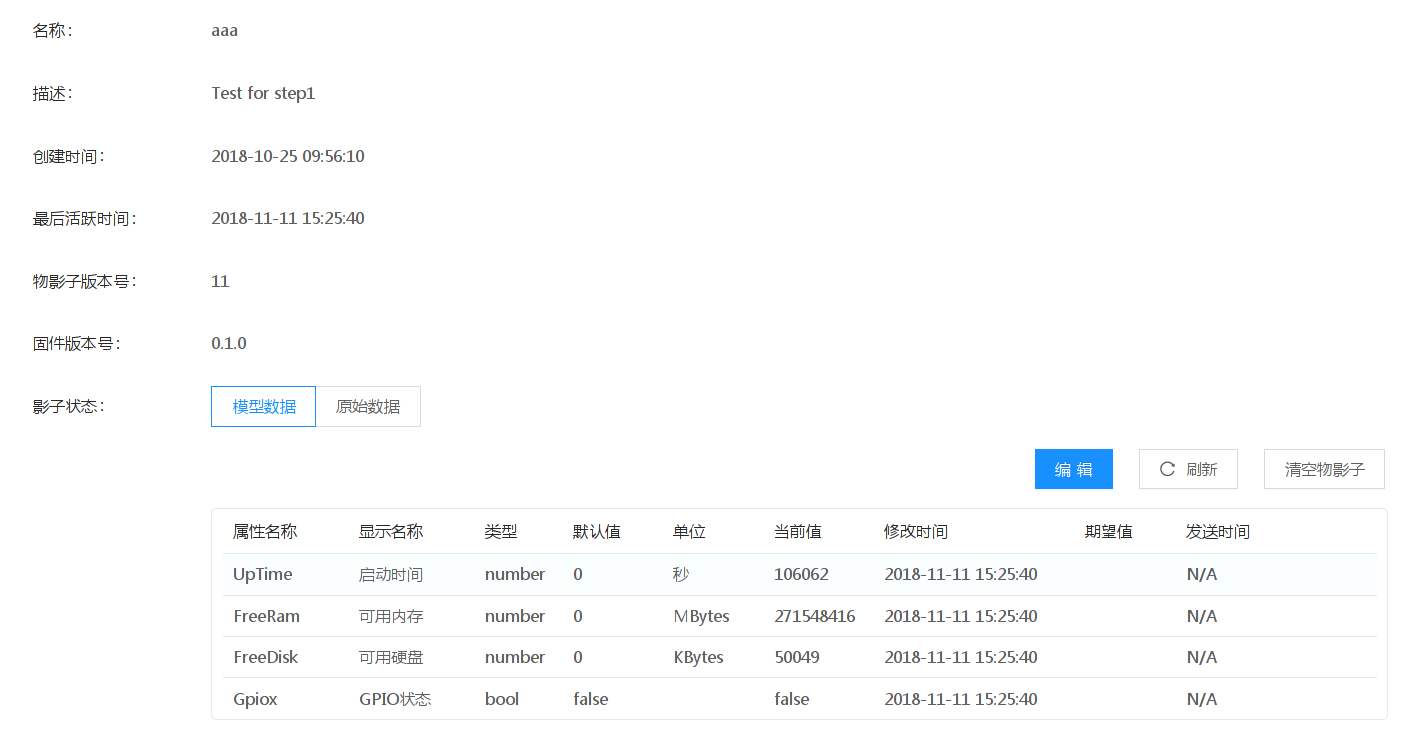 名称： aaa
描述： Test for step1
创建时间： 2018-10-25 09:56:10
最后活跃时间： 2018-11-11 15:25:40
物影子版本号： 11
固件版本号： 0.1.0
影子状态： 模型数据 原始数据
编 辑 刷新 清空物影子
属性名称 显示名称 类型 默认值 单位 当前值 修改时间 期望值 发送时间
UpTime 启动时间 number 0 秒 106062 2018-11-11 15:25:40 N/A
FreeRam 可用内存 number 0 MBytes 271548416 2018-11-11 15:25:40 N/A
FreeDisk 可用硬盘 number 0 KBytes 50049 2018-11-11 15:25:40 N/A
Gpiox GPIO状态 bool false false 2018-11-11 15:25:40 N/A